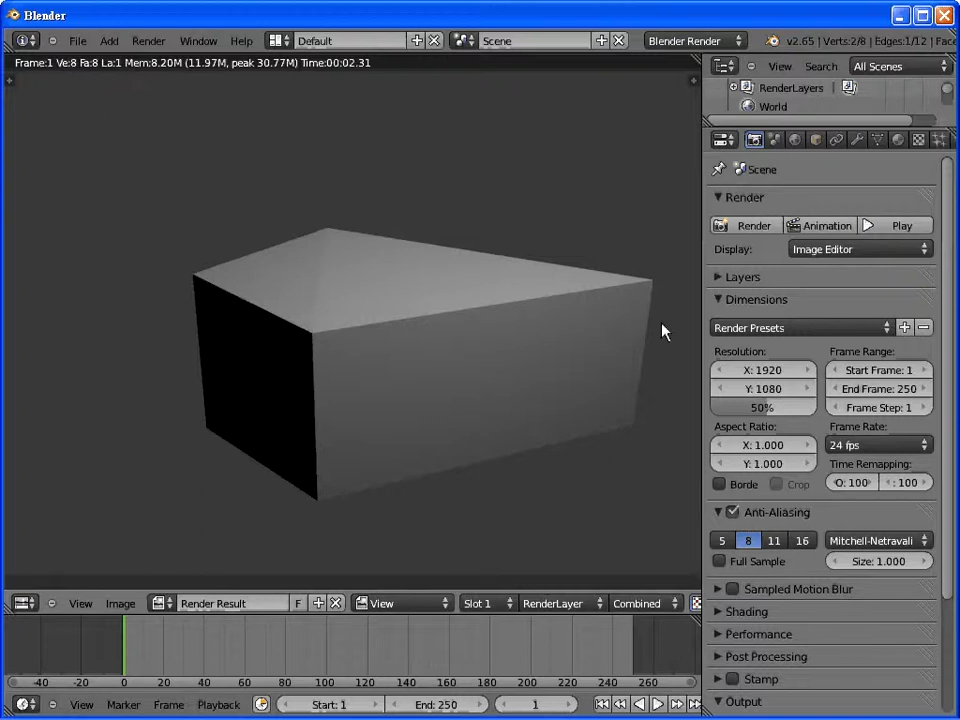 Blender
File Add Render Window Help Default Scene Blender Render v2.65 | Verts:2/8 | Edges:1/12 | Face
Frame:1 Ve:8 Fa:8 La:1 Mem:8.20M (11.97M, peak 30.77M) Time:00:02.31
View Search All Scenes
RenderLayers
World
Scene
Render
Render Animation Play
Display: Image Editor
Layers
Dimensions
Render Presets
Resolution: Frame Range:
X: 1920 Start Frame: 1
Y: 1080 End Frame: 250
50% Frame Step: 1
Aspect Ratio: Frame Rate:
X: 1.000 24 fps
Y: 1.000 Time Remapping:
Borde Crop O: 100 : 100
Anti-Aliasing
5 8 11 16 Mitchell-Netravali
Full Sample Size: 1.000
Sampled Motion Blur
Shading
Performance
Post Processing
Stamp
Output
View Image Render Result F View Slot 1 RenderLayer Combined
-40 -20 0 20 40 60 80 100 120 140 160 180 200 220 240 260
View Marker Frame Playback Start: 1 End: 250 1